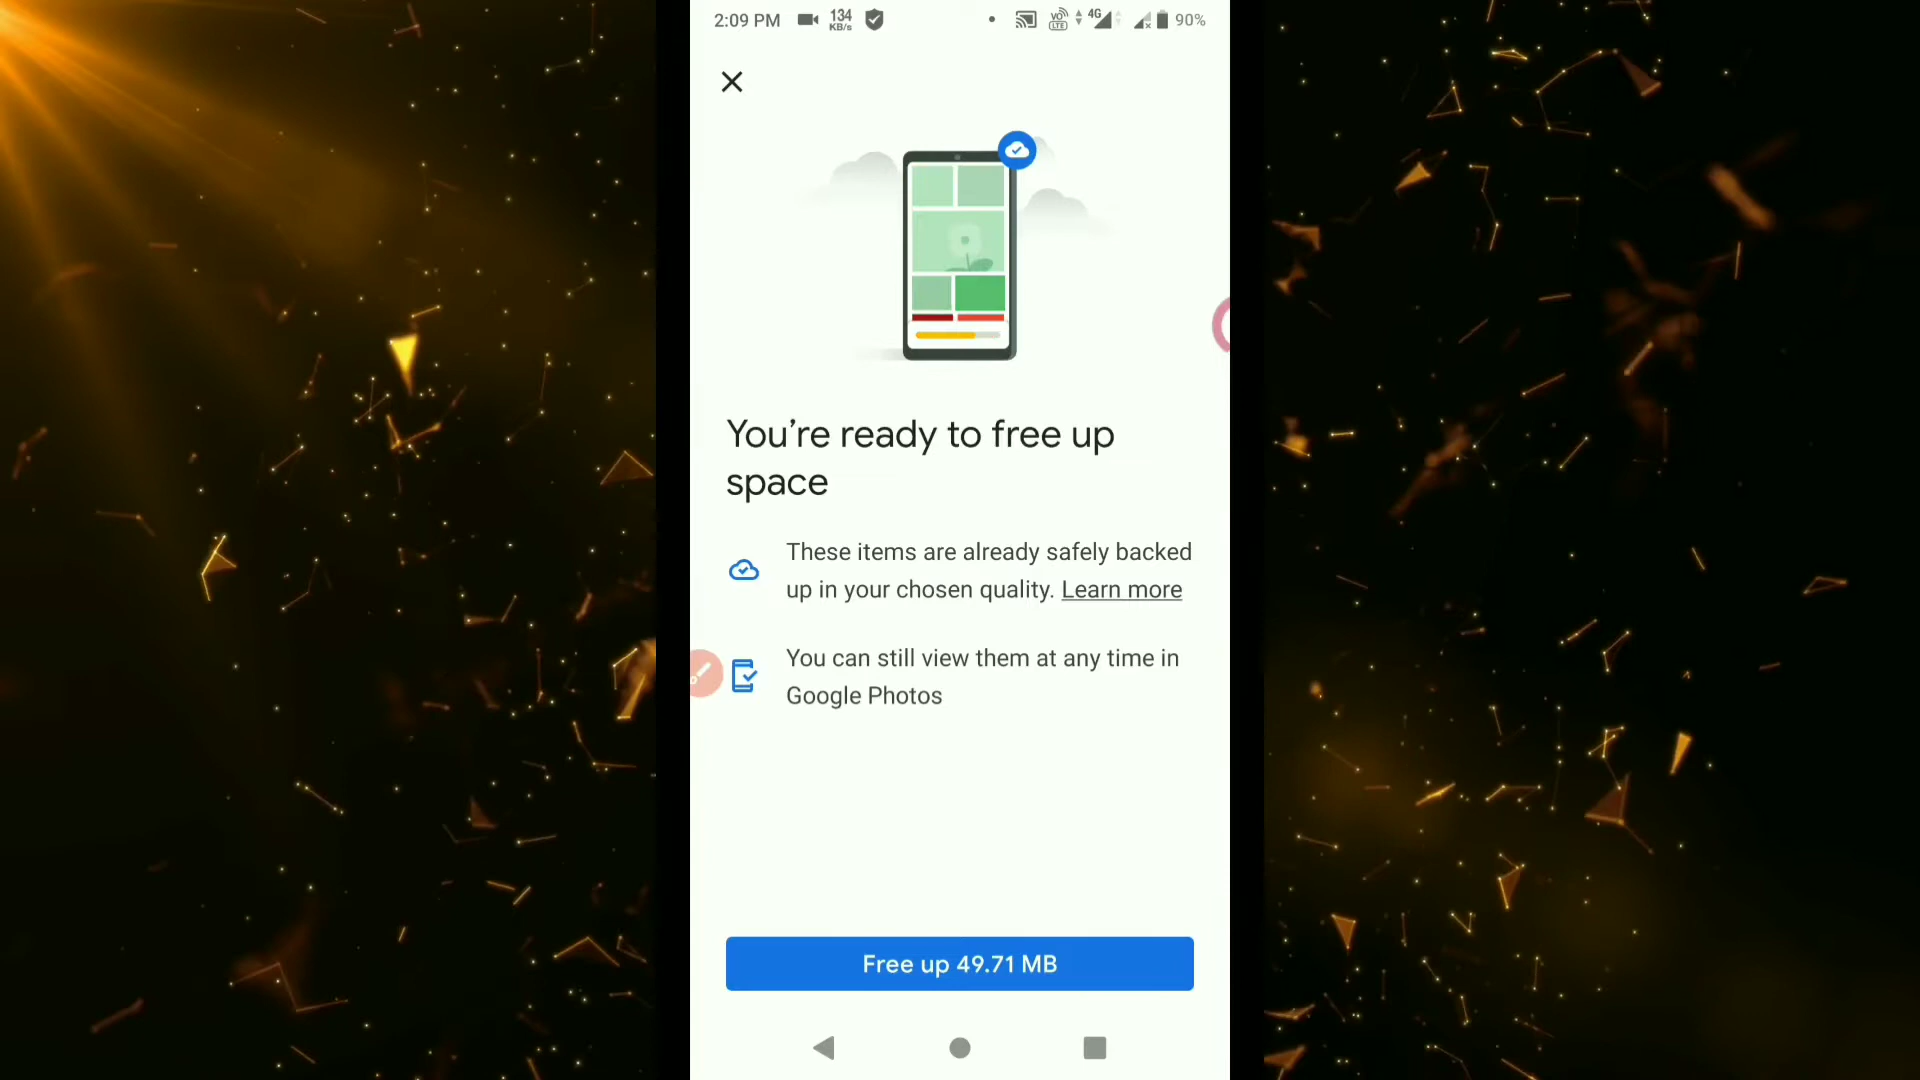 2:09 PM 134 KB/s VO LTE 4G 90%
You're ready to free up
space
These items are already safely backed
up in your chosen quality. Learn more
You can still view them at any time in
Google Photos
Free up 49.71 MB